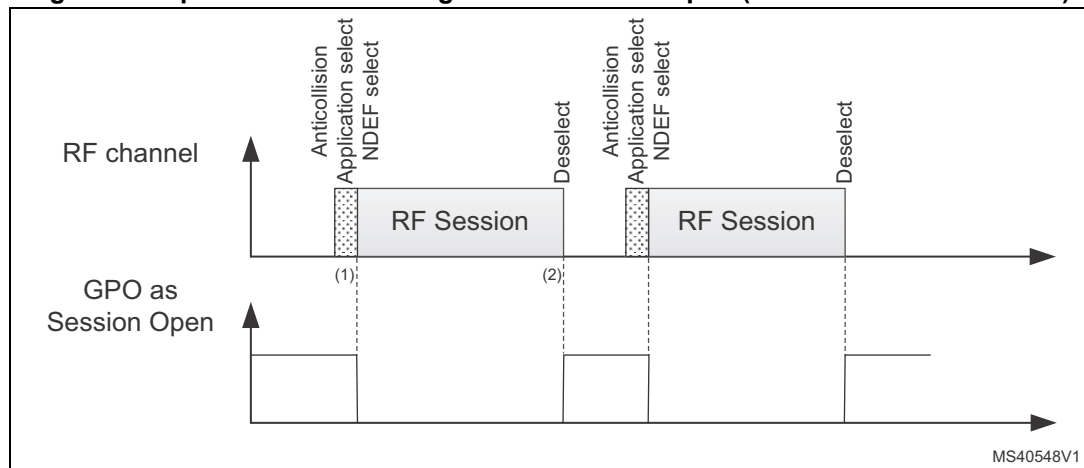 Anticollision
Application select
NDEF select
Deselect
Anticollision
Application select
NDEF select
Deselect
RF channel
RF Session
RF Session
(1)
(2)
GPO as
Session Open
MS40548V1